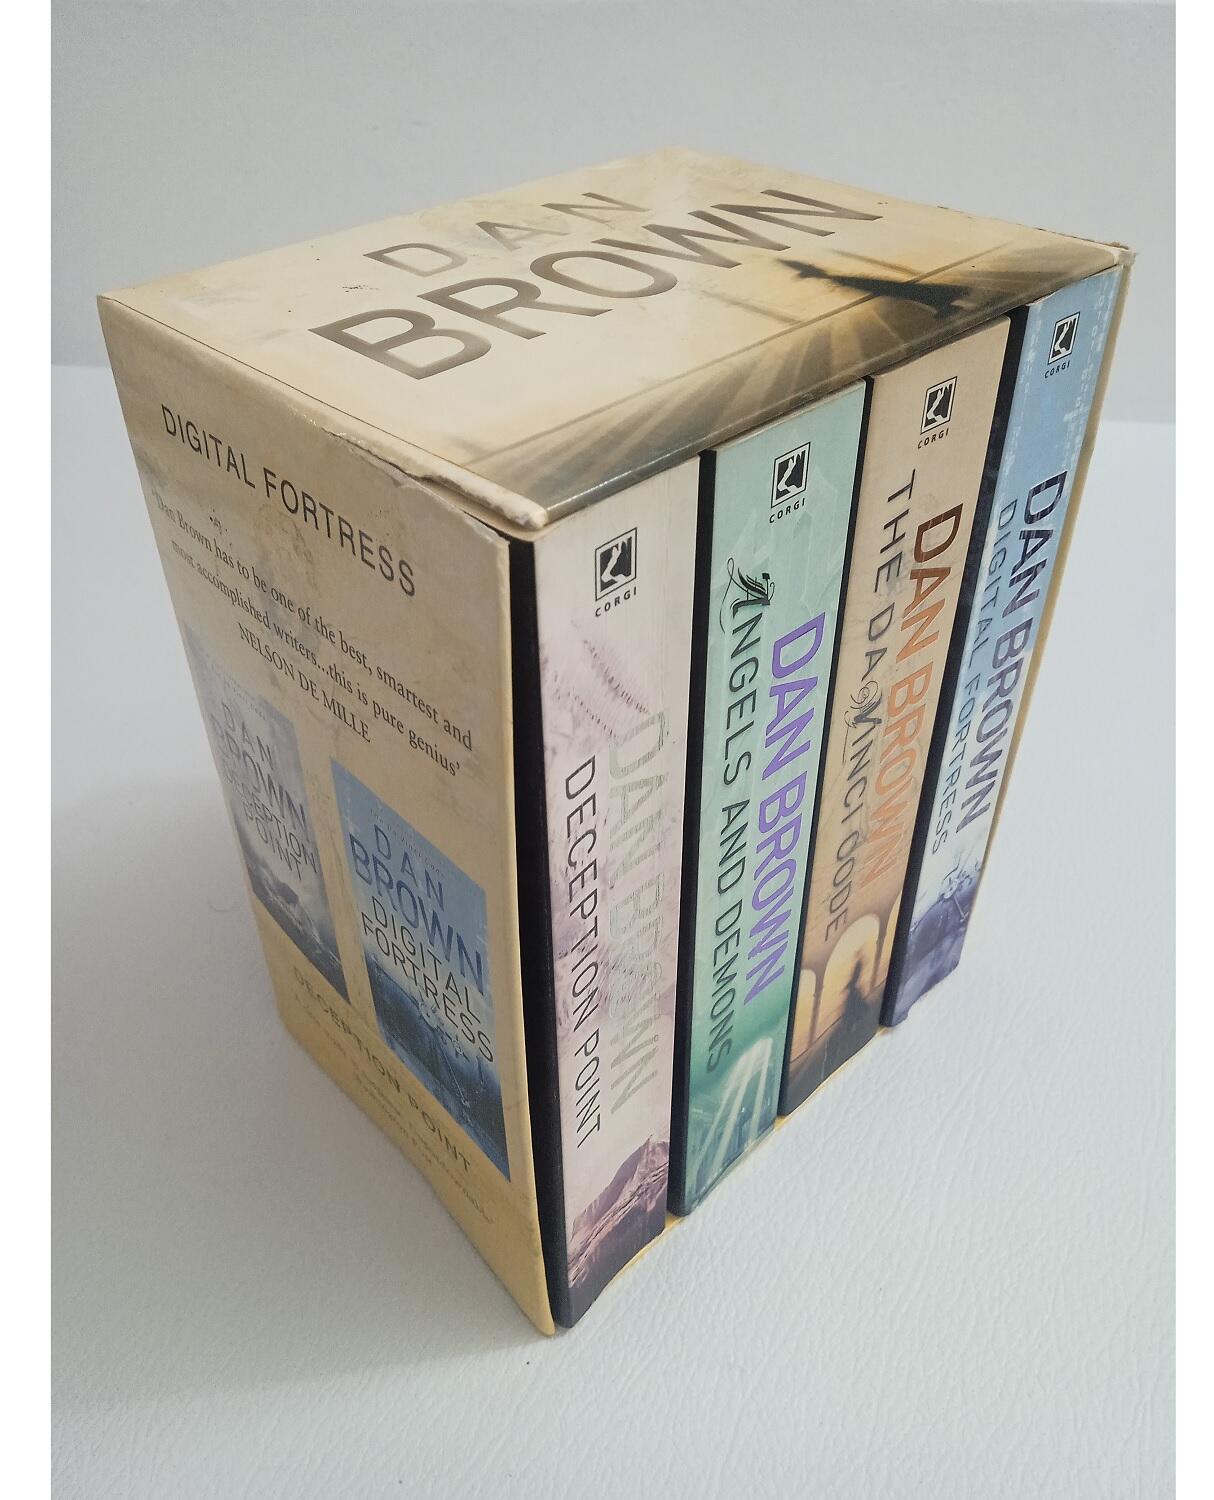 DAN
BROWN
DIGITAL FORTRESS
'Dan Brown has to be one of the best, smartest and
most accomplished writers...this is pure genius'
NELSON DE MILLE
DAN
BROWN
DECEPTION
POINT
DAN
BROWN
DIGITAL
FORTRESS
DECEPTION POINT
CORGI
DAN BROWN
DECEPTION POINT
CORGI
DAN BROWN
ANGELS AND DEMONS
CORGI
DAN BROWN
THE DA VINCI CODE
CORGI
DAN BROWN
DIGITAL FORTRESS